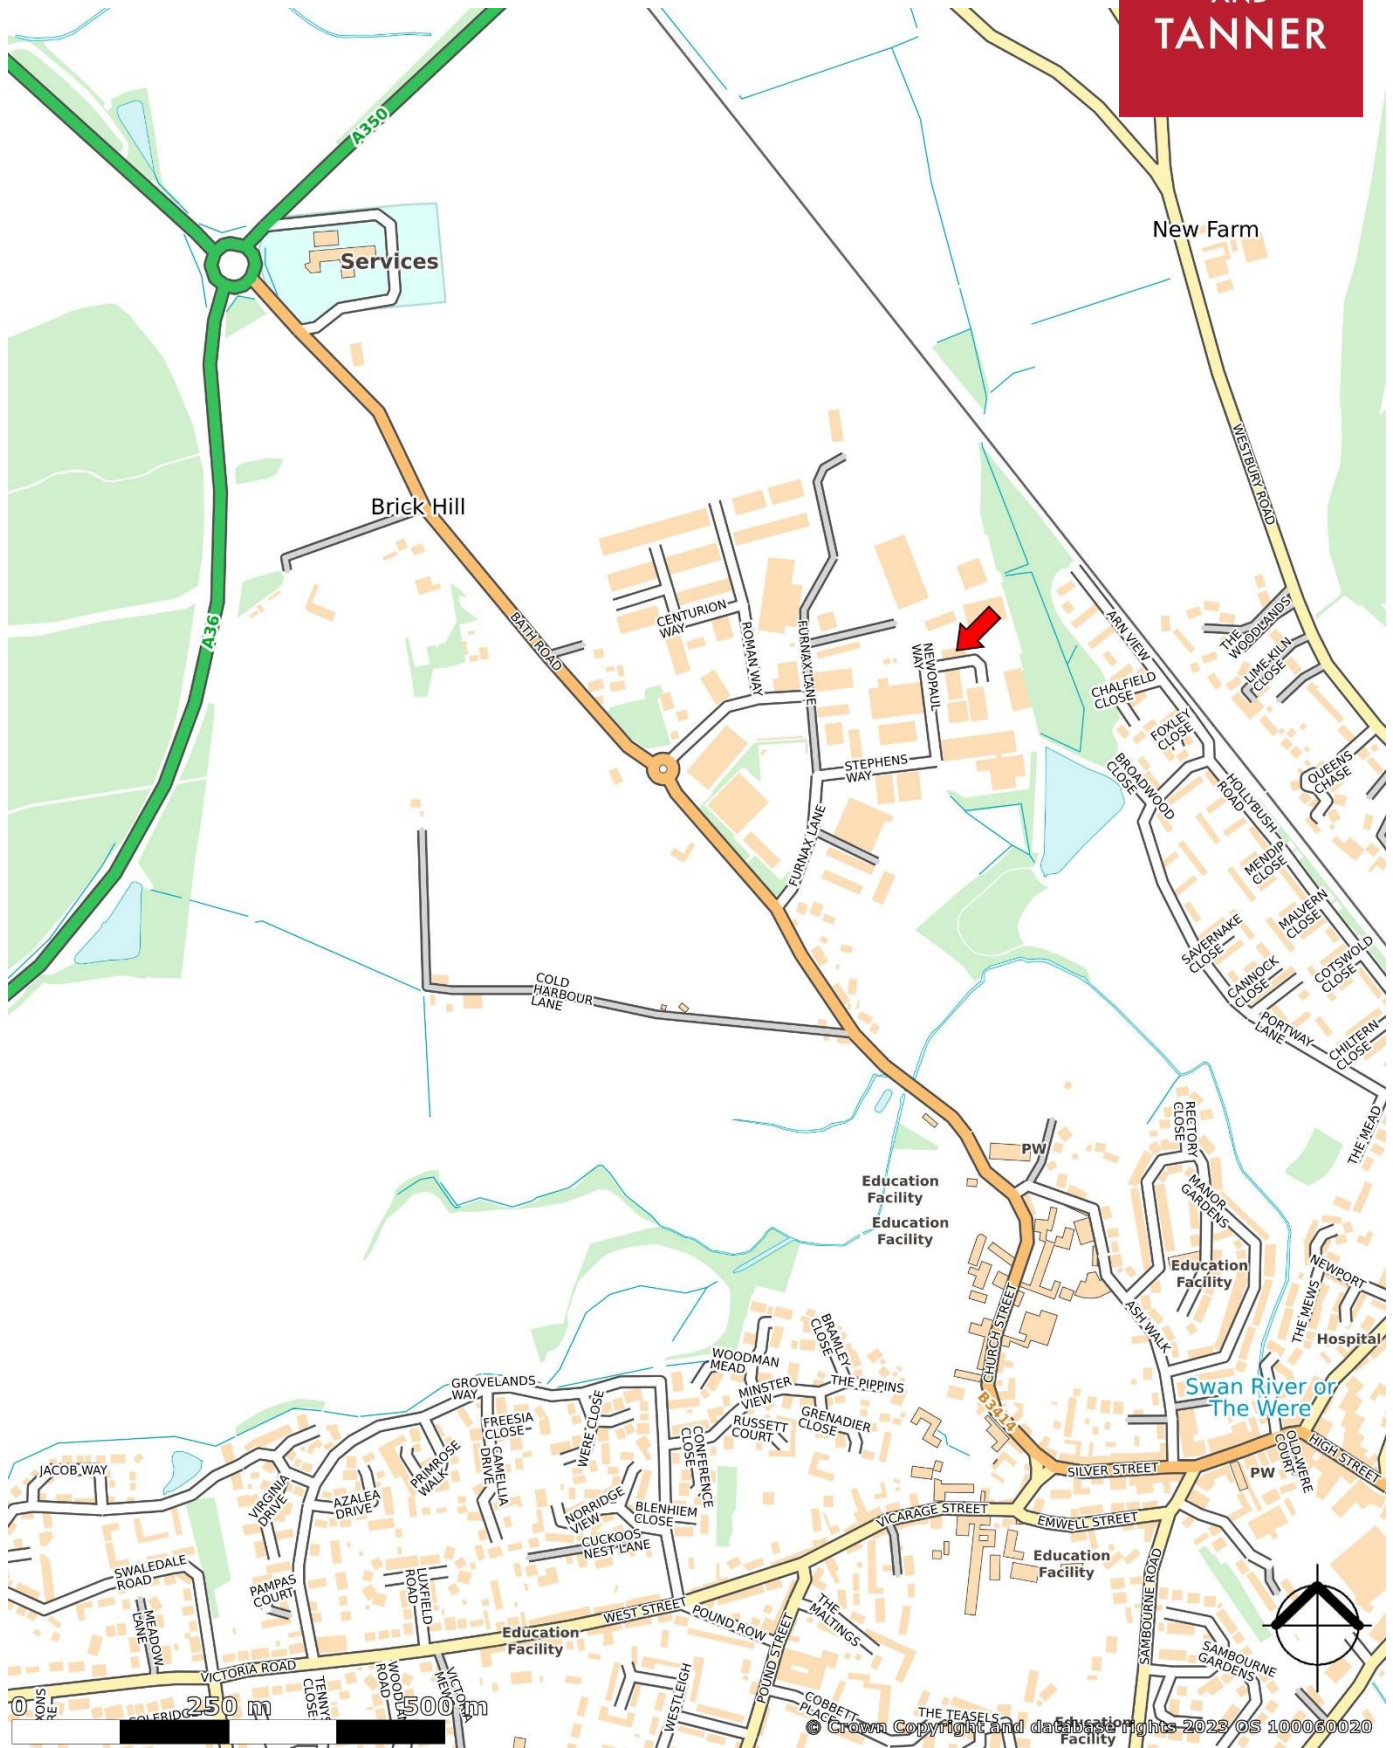 AND
TANNER
A350
New Farm
Services
WESTBURY ROAD
Brick Hill
A36
BATH ROAD
CENTURION
WAY
ROMAN WAY
FURNAX LANE
NEWOPAUL
WAY
ARN VIEW
THE
WOODLANDS
LIME-KILN
CLOSE
CHALFIELD
CLOSE
FOXLEY
CLOSE
STEPHENS
WAY
BROADWOOD
CLOSE
QUEENS
CHASE
HOLLYBUSH
ROAD
FURNAX LANE
MENDIP
CLOSE
MALVERN
CLOSE
SAVERNAKE
CLOSE
COTSWOLD
CLOSE
CANNOCK
CLOSE
COLD
HARBOUR
LANE
PORTWAY
LANE
CHILTERN
CLOSE
RECTORY
CLOSE
THE MEAD
PW
Education
Facility
MANOR
GARDENS
Education
Facility
Education
Facility
NEWPORT
THE MEWS
ASH WALK
CHURCH STREET
Hospital
BRAMLEY
CLOSE
WOODMAN
MEAD
MINSTER
VIEW
THE PIPPINS
GROVELANDS
WAY
Swan River or
The Were
B3414
FREESIA
CLOSE
WERE CLOSE
RUSSETT
COURT
GRENADIER
CLOSE
CONFERENCE
CLOSE
PRIMROSE
WALK
CAMELLIA
DRIVE
OLD WERE
COURT
HIGH STREET
JACOB WAY
SILVER STREET
PW
VIRGINIA
DRIVE
AZALEA
DRIVE
NORRIDGE
VIEW
BLENHIEM
CLOSE
VICARAGE STREET
EMWELL STREET
CUCKOOS
NEST LANE
SWALEDALE
ROAD
Education
Facility
PAMPAS
COURT
LUXFIELD
ROAD
SAMBOURNE ROAD
MEADOW
LANE
WEST STREET
POUND ROW
THE
MALTINGS
Education
Facility
POUND STREET
VICTORIA ROAD
SAMBOURNE
GARDENS
WESTLEIGH
COBBETT
PLACE
THE TEASELS
Education
Facility
0
250 m
500 m
© Crown Copyright and database rights 2023 OS 100060020